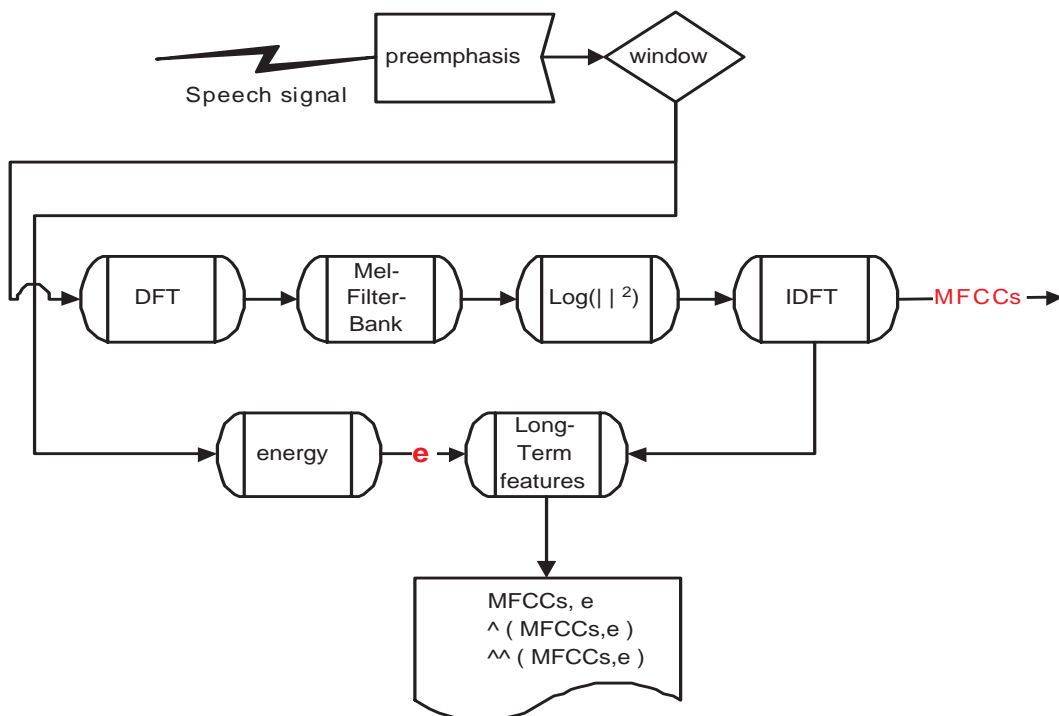 preemphasis
window
Speech signal
DFT
Mel-
Filter-
Bank
Log(| | ²)
IDFT
MFCCs
energy
e
Long-
Term
features
MFCCs, e
^ ( MFCCs,e )
^^ ( MFCCs,e )